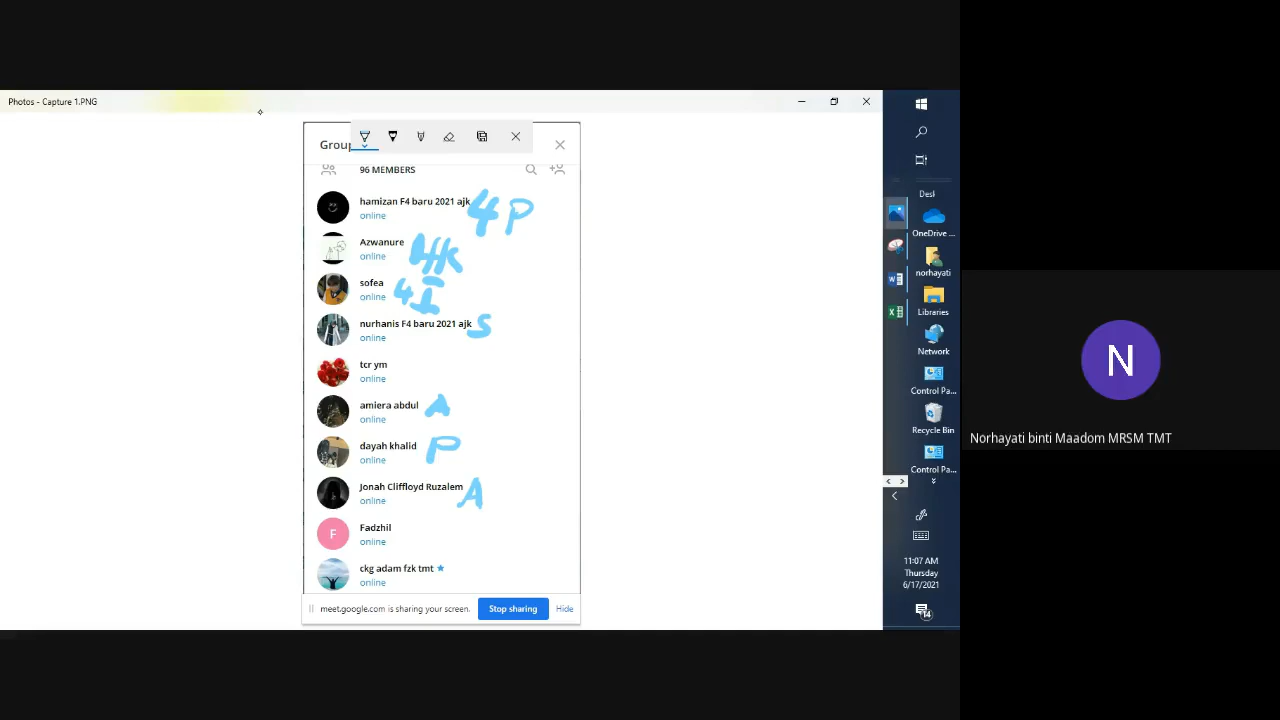 Photos - Capture 1.PNG
Group
96 MEMBERS
hamizan F4 baru 2021 ajk
online
4P
Azwanure
online
sofea
online
4I
nurhanis F4 baru 2021 ajk
online
S
tcr ym
online
amiera abdul
online
A
dayah khalid
online
P
Jonah Cliffloyd Ruzalem
online
A
F
Fadzhil
online
ckg adam fzk tmt
online
meet.google.com is sharing your screen.
Stop sharing
Hide
Desk
OneDrive ...
norhayati
Libraries
Network
Control Pa...
Recycle Bin
Control Pa...
11:07 AM
Thursday
6/17/2021
14
N
Norhayati binti Maadom MRSM TMT